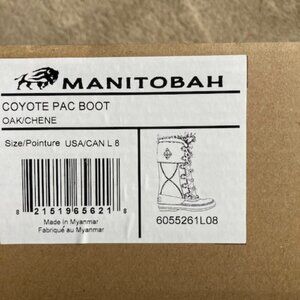 MANITOBAH
COYOTE PAC BOOT
OAK/CHENE
Size/Pointure USA/CAN L 8
8 21519 65621 8
6055261L08
Made in Myanmar
Fabriqué au Myanmar